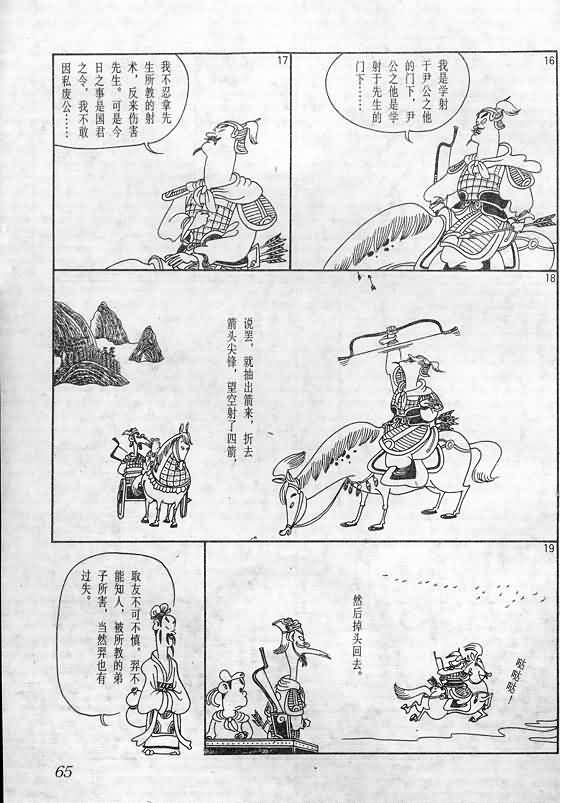 16
我是学射
于尹公之他
的门下，尹
公之他是学
射于先生的
门下……
17
我不忍拿先
生所教的射
术，反来伤害
先生。可是今
日之事是国君
之令，我不敢
因私废公……
18
说罢，就抽出箭来，折去
箭头尖锋，望空射了四箭，
19
哒哒哒！
然后掉头回去。
取友不可不慎。羿不
能知人，被所教的弟
子所害，当然羿也有
过失。
65